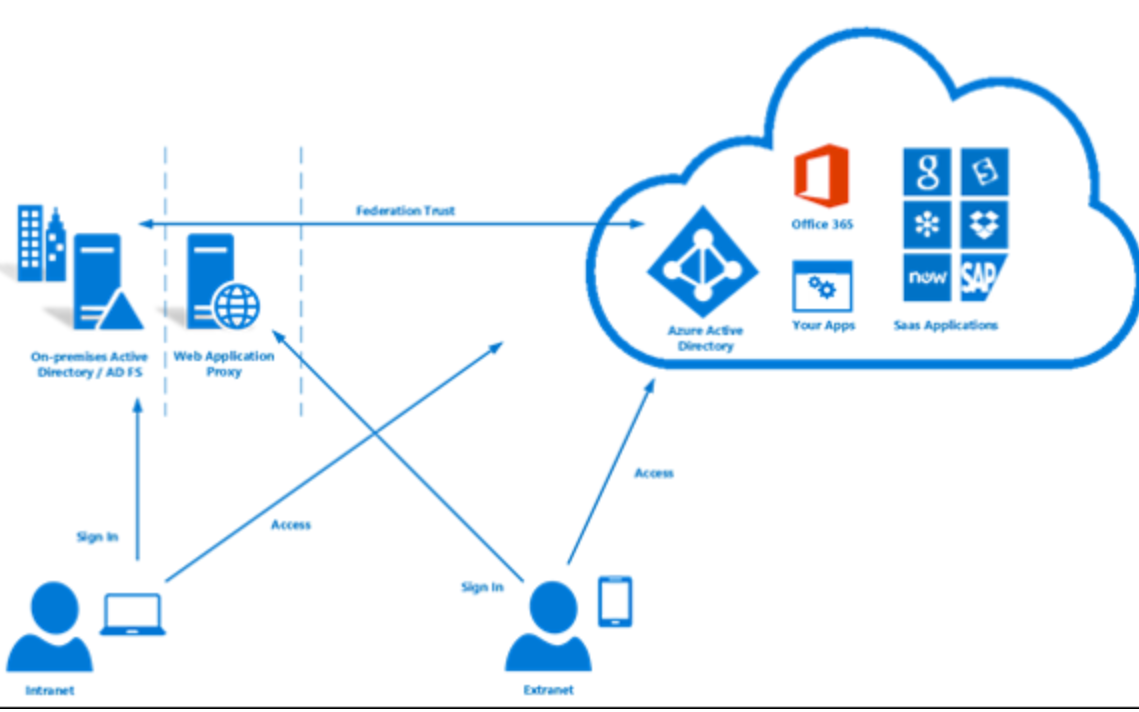 Federation Trust
Office 365
g
S
now
SAP
Your Apps
Saas Applications
Azure Active
Directory
On-premises Active
Directory / AD FS
Web Application
Proxy
Access
Sign In
Access
Sign In
Intranet
Extranet